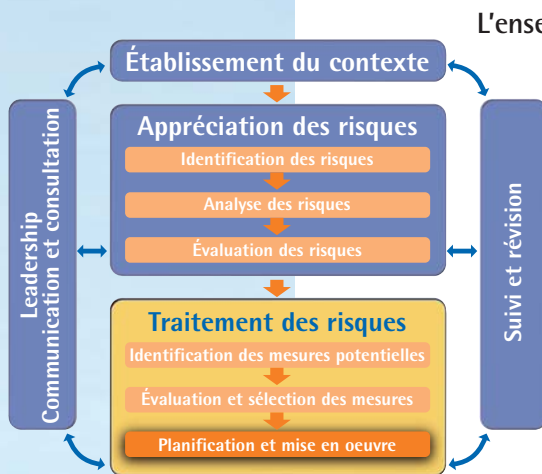 L'ense
Établissement du contexte
Leadership
Communication et consultation
Appréciation des risques
Identification des risques
Analyse des risques
Évaluation des risques
Traitement des risques
Identification des mesures potentielles
Évaluation et sélection des mesures
Planification et mise en oeuvre
Suivi et révision